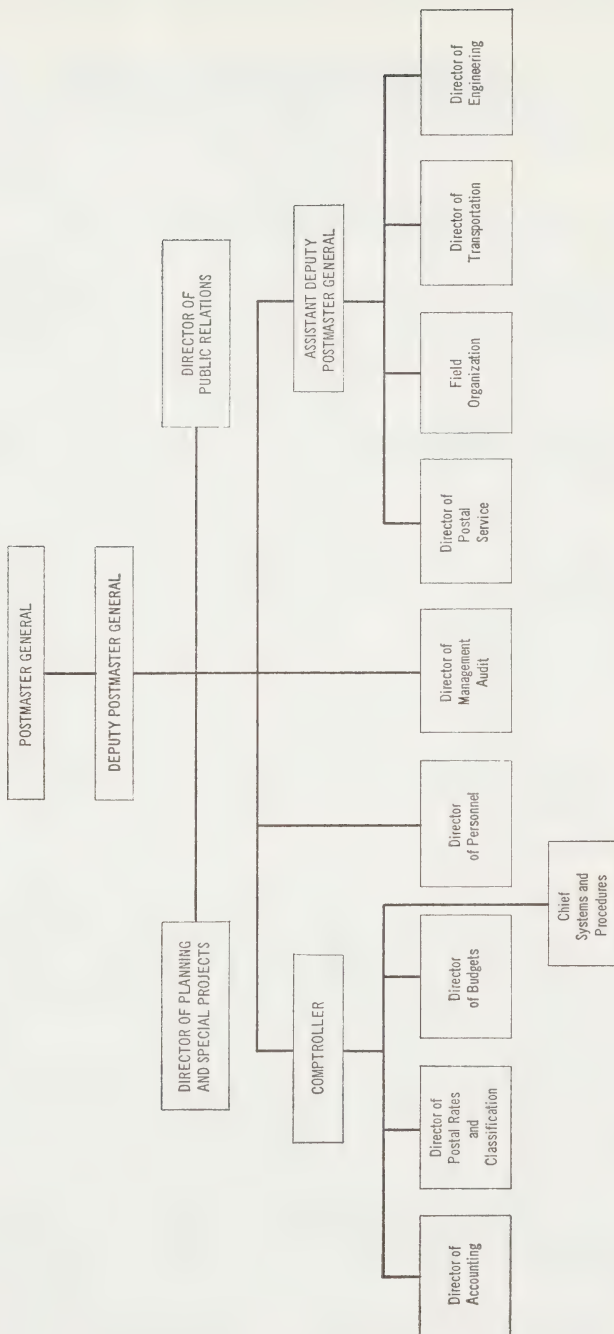 POSTMASTER GENERAL
DEPUTY POSTMASTER GENERAL
DIRECTOR OF PLANNING
AND SPECIAL PROJECTS
DIRECTOR OF
PUBLIC RELATIONS
COMPTROLLER
ASSISTANT DEPUTY
POSTMASTER GENERAL
Director of
Accounting
Director of
Postal Rates
and
Classification
Director
of Budgets
Director
of Personnel
Director of
Management
Audit
Director of
Postal
Service
Field
Organization
Director of
Transportation
Director of
Engineering
Chief
Systems and
Procedures